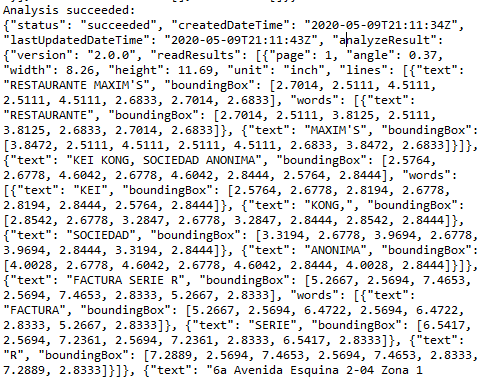 Analysis succeeded:
{"status": "succeeded", "createdDateTime": "2020-05-09T21:11:34Z",
"lastUpdatedDateTime": "2020-05-09T21:11:43Z", "analyzeResult":
{"version": "2.0.0", "readResults": [{"page": 1, "angle": 0.37,
"width": 8.26, "height": 11.69, "unit": "inch", "lines": [{"text":
"RESTAURANTE MAXIM'S", "boundingBox": [2.7014, 2.5111, 4.5111,
2.5111, 4.5111, 2.6833, 2.7014, 2.6833], "words": [{"text":
"RESTAURANTE", "boundingBox": [2.7014, 2.5111, 3.8125, 2.5111,
3.8125, 2.6833, 2.7014, 2.6833]}, {"text": "MAXIM'S", "boundingBox":
[3.8472, 2.5111, 4.5111, 2.5111, 4.5111, 2.6833, 3.8472, 2.6833]}]},
{"text": "KEI KONG, SOCIEDAD ANONIMA", "boundingBox": [2.5764,
2.6778, 4.6042, 2.6778, 4.6042, 2.8444, 2.5764, 2.8444], "words":
[{"text": "KEI", "boundingBox": [2.5764, 2.6778, 2.8194, 2.6778,
2.8194, 2.8444, 2.5764, 2.8444]}, {"text": "KONG,", "boundingBox":
[2.8542, 2.6778, 3.2847, 2.6778, 3.2847, 2.8444, 2.8542, 2.8444]},
{"text": "SOCIEDAD", "boundingBox": [3.3194, 2.6778, 3.9694, 2.6778,
3.9694, 2.8444, 3.3194, 2.8444]}, {"text": "ANONIMA", "boundingBox":
[4.0028, 2.6778, 4.6042, 2.6778, 4.6042, 2.8444, 4.0028, 2.8444]}]},
{"text": "FACTURA SERIE R", "boundingBox": [5.2667, 2.5694, 7.4653,
2.5694, 7.4653, 2.8333, 5.2667, 2.8333], "words": [{"text":
"FACTURA", "boundingBox": [5.2667, 2.5694, 6.4722, 2.5694, 6.4722,
2.8333, 5.2667, 2.8333]}, {"text": "SERIE", "boundingBox": [6.5417,
2.5694, 7.2361, 2.5694, 7.2361, 2.8333, 6.5417, 2.8333]}, {"text":
"R", "boundingBox": [7.2889, 2.5694, 7.4653, 2.5694, 7.4653, 2.8333,
7.2889, 2.8333]}]}, {"text": "6a Avenida Esquina 2-04 Zona 1